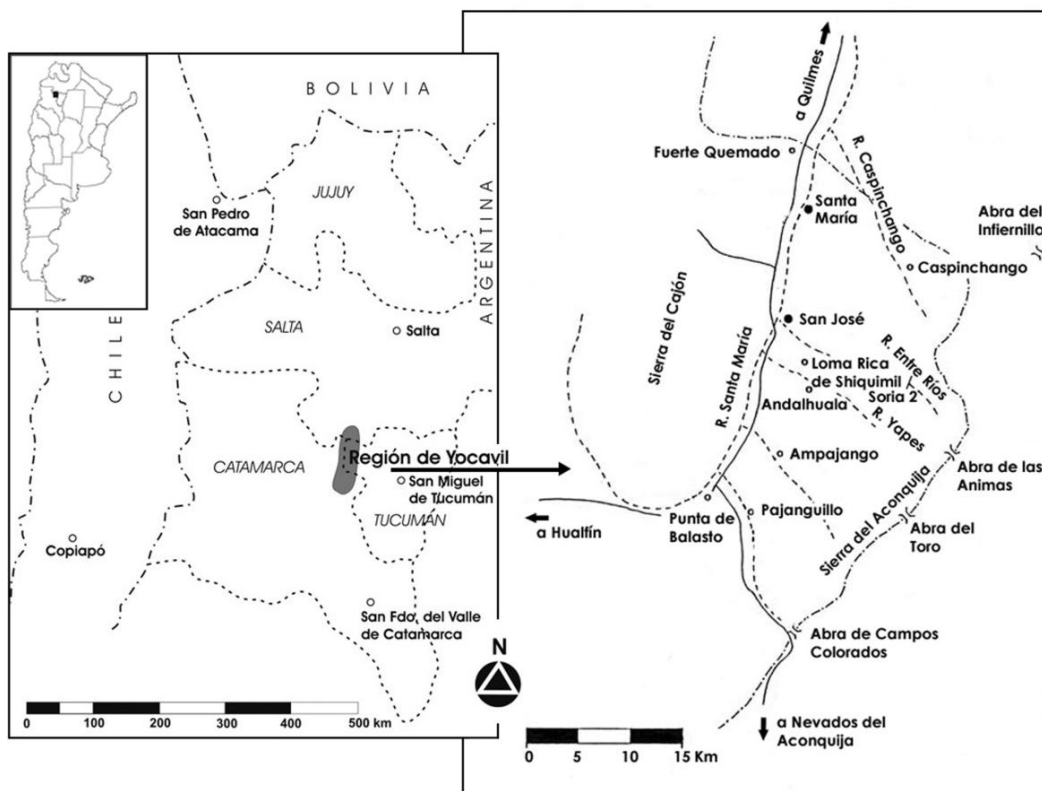 BOLIVIA
JUJUY
San Pedro
de Atacama
ARGENTINA
CHILE
SALTA
Salta
CATAMARCA
Región de Yocavil
San Miguel
de Tucumán
TUCUMAN
Copiapó
San Fdo. del Valle
de Catamarca
0 100 200 300 400 500 km
N
a Quilmes
Fuerte Quemado
R. Caspinchango
Santa
María
Abra del
Infiernillo
Caspinchango
Sierra del Cajón
San José
R. Santa María
R. Entre Ríos
Loma Rica
de Shiquimil
Soria 2
Andalhuala
R. Yapes
Ampajango
Abra de las
Animas
Sierra del Aconquija
Punta de
Balasto
Pajanguillo
Abra del
Toro
a Hualfín
Abra de Campos
Colorados
a Nevados del
Aconquija
0 5 10 15 Km